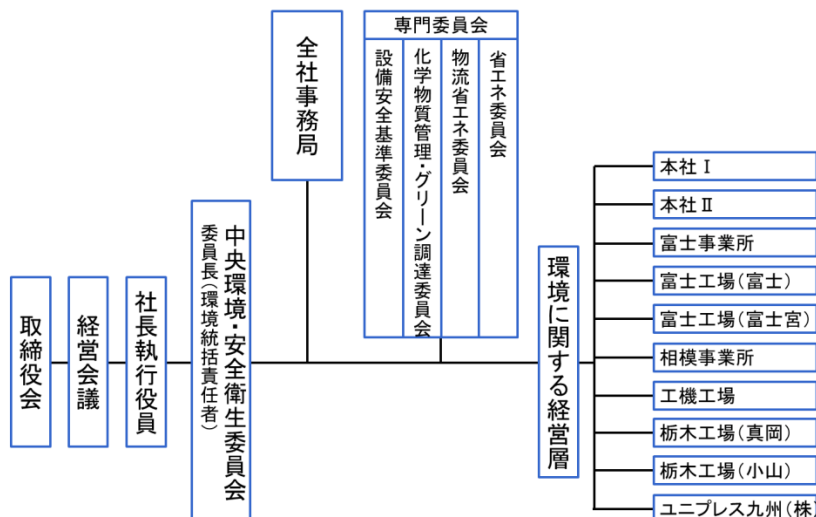 取締役会
経営会議
社長執行役員
中央環境・安全衛生委員会
委員長(環境統括責任者)
全社事務局
専門委員会
設備安全基準委員会
化学物質管理・グリーン調達委員会
物流省エネ委員会
省エネ委員会
環境に関する経営層
本社Ⅰ
本社Ⅱ
富士事業所
富士工場(富士)
富士工場(富士宮)
相模事業所
工機工場
栃木工場(真岡)
栃木工場(小山)
ユニプレス九州(株)